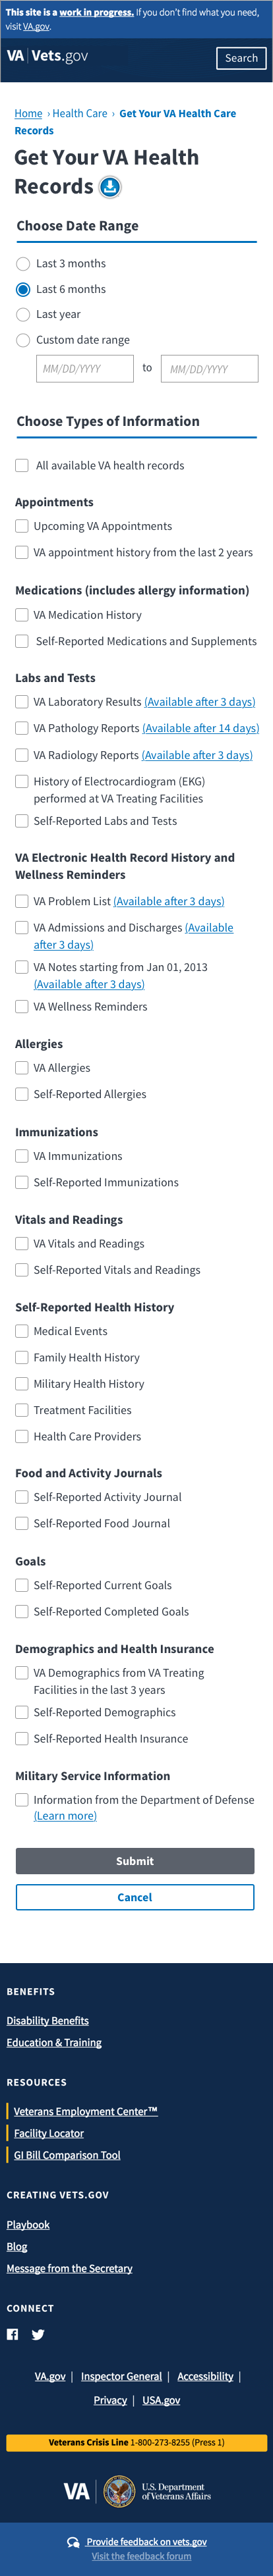 This site is a work in progress. If you don't find what you need,
visit VA.gov.
VA | Vets.gov
Search
Home › Health Care › Get Your VA Health Care
Records
Get Your VA Health
Records
Choose Date Range
Last 3 months
Last 6 months
Last year
Custom date range
MM/DD/YYYY to MM/DD/YYYY
Choose Types of Information
All available VA health records
Appointments
Upcoming VA Appointments
VA appointment history from the last 2 years
Medications (includes allergy information)
VA Medication History
Self-Reported Medications and Supplements
Labs and Tests
VA Laboratory Results (Available after 3 days)
VA Pathology Reports (Available after 14 days)
VA Radiology Reports (Available after 3 days)
History of Electrocardiogram (EKG)
performed at VA Treating Facilities
Self-Reported Labs and Tests
VA Electronic Health Record History and
Wellness Reminders
VA Problem List (Available after 3 days)
VA Admissions and Discharges (Available
after 3 days)
VA Notes starting from Jan 01, 2013
(Available after 3 days)
VA Wellness Reminders
Allergies
VA Allergies
Self-Reported Allergies
Immunizations
VA Immunizations
Self-Reported Immunizations
Vitals and Readings
VA Vitals and Readings
Self-Reported Vitals and Readings
Self-Reported Health History
Medical Events
Family Health History
Military Health History
Treatment Facilities
Health Care Providers
Food and Activity Journals
Self-Reported Activity Journal
Self-Reported Food Journal
Goals
Self-Reported Current Goals
Self-Reported Completed Goals
Demographics and Health Insurance
VA Demographics from VA Treating
Facilities in the last 3 years
Self-Reported Demographics
Self-Reported Health Insurance
Military Service Information
Information from the Department of Defense
(Learn more)
Submit
Cancel
BENEFITS
Disability Benefits
Education & Training
RESOURCES
Veterans Employment Center™
Facility Locator
GI Bill Comparison Tool
CREATING VETS.GOV
Playbook
Blog
Message from the Secretary
CONNECT
VA.gov | Inspector General | Accessibility |
Privacy | USA.gov
Veterans Crisis Line 1-800-273-8255 (Press 1)
VA | U.S. Department
of Veterans Affairs
Provide feedback on vets.gov
Visit the feedback forum